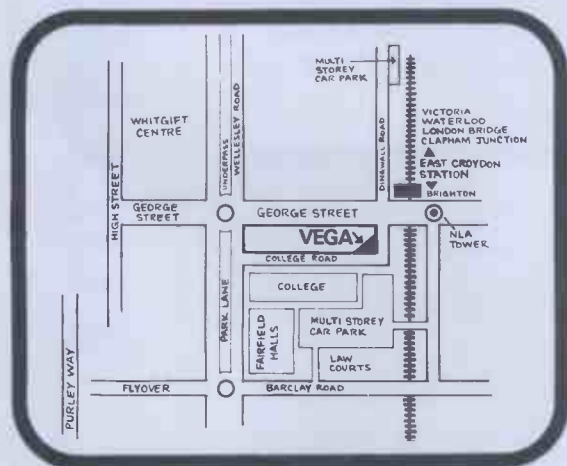 MULTI
STOREY
CAR PARK
WHITGIFT
CENTRE
UNDERPASS
WELLESLEY ROAD
DINGWALL ROAD
VICTORIA
WATERLOO
LONDON BRIDGE
CLAPHAM JUNCTION
EAST CROYDON
STATION
BRIGHTON
HIGH STREET
GEORGE
STREET
GEORGE STREET
NLA
TOWER
VEGA
COLLEGE ROAD
COLLEGE
PARK LANE
FAIRFIELD
HALLS
MULTI STOREY
CAR PARK
LAW
COURTS
PURLEY WAY
FLYOVER
BARCLAY ROAD